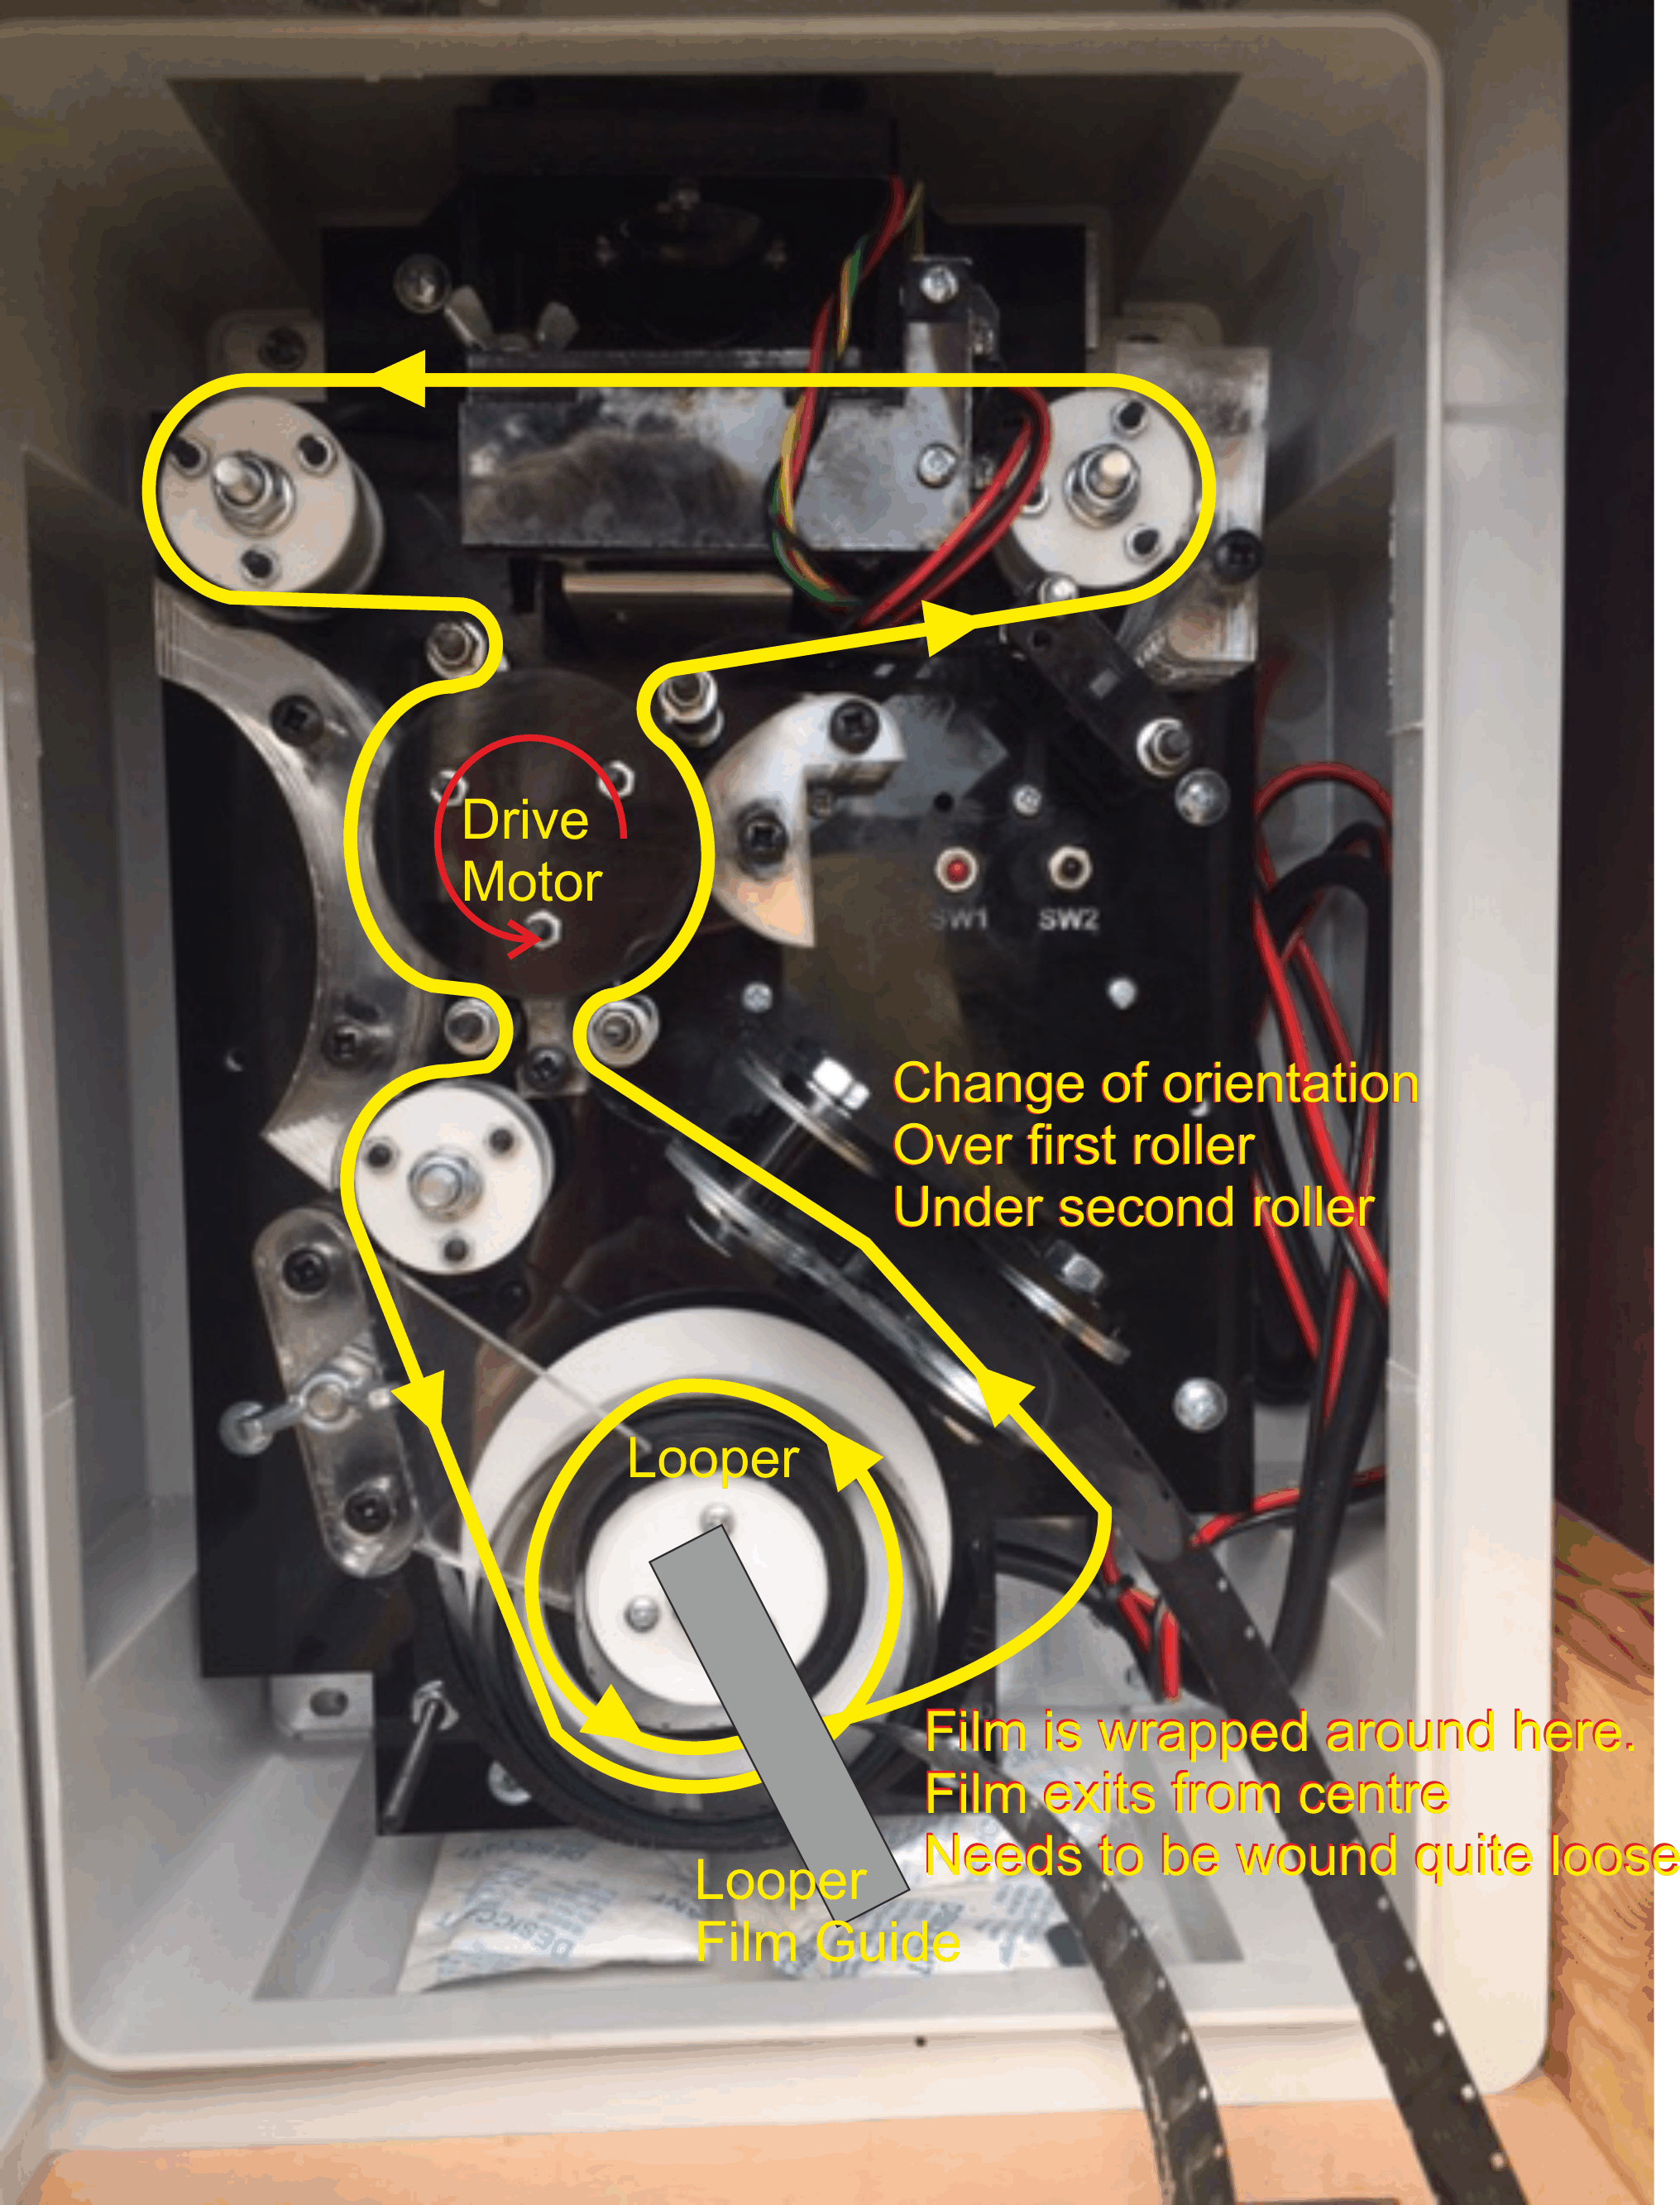 Drive
Motor
SW1 SW2
Change of orientation
Over first roller
Under second roller
Looper
Film is wrapped around here.
Film exits from centre
Needs to be wound quite loose
Looper
Film Guide
DESICC